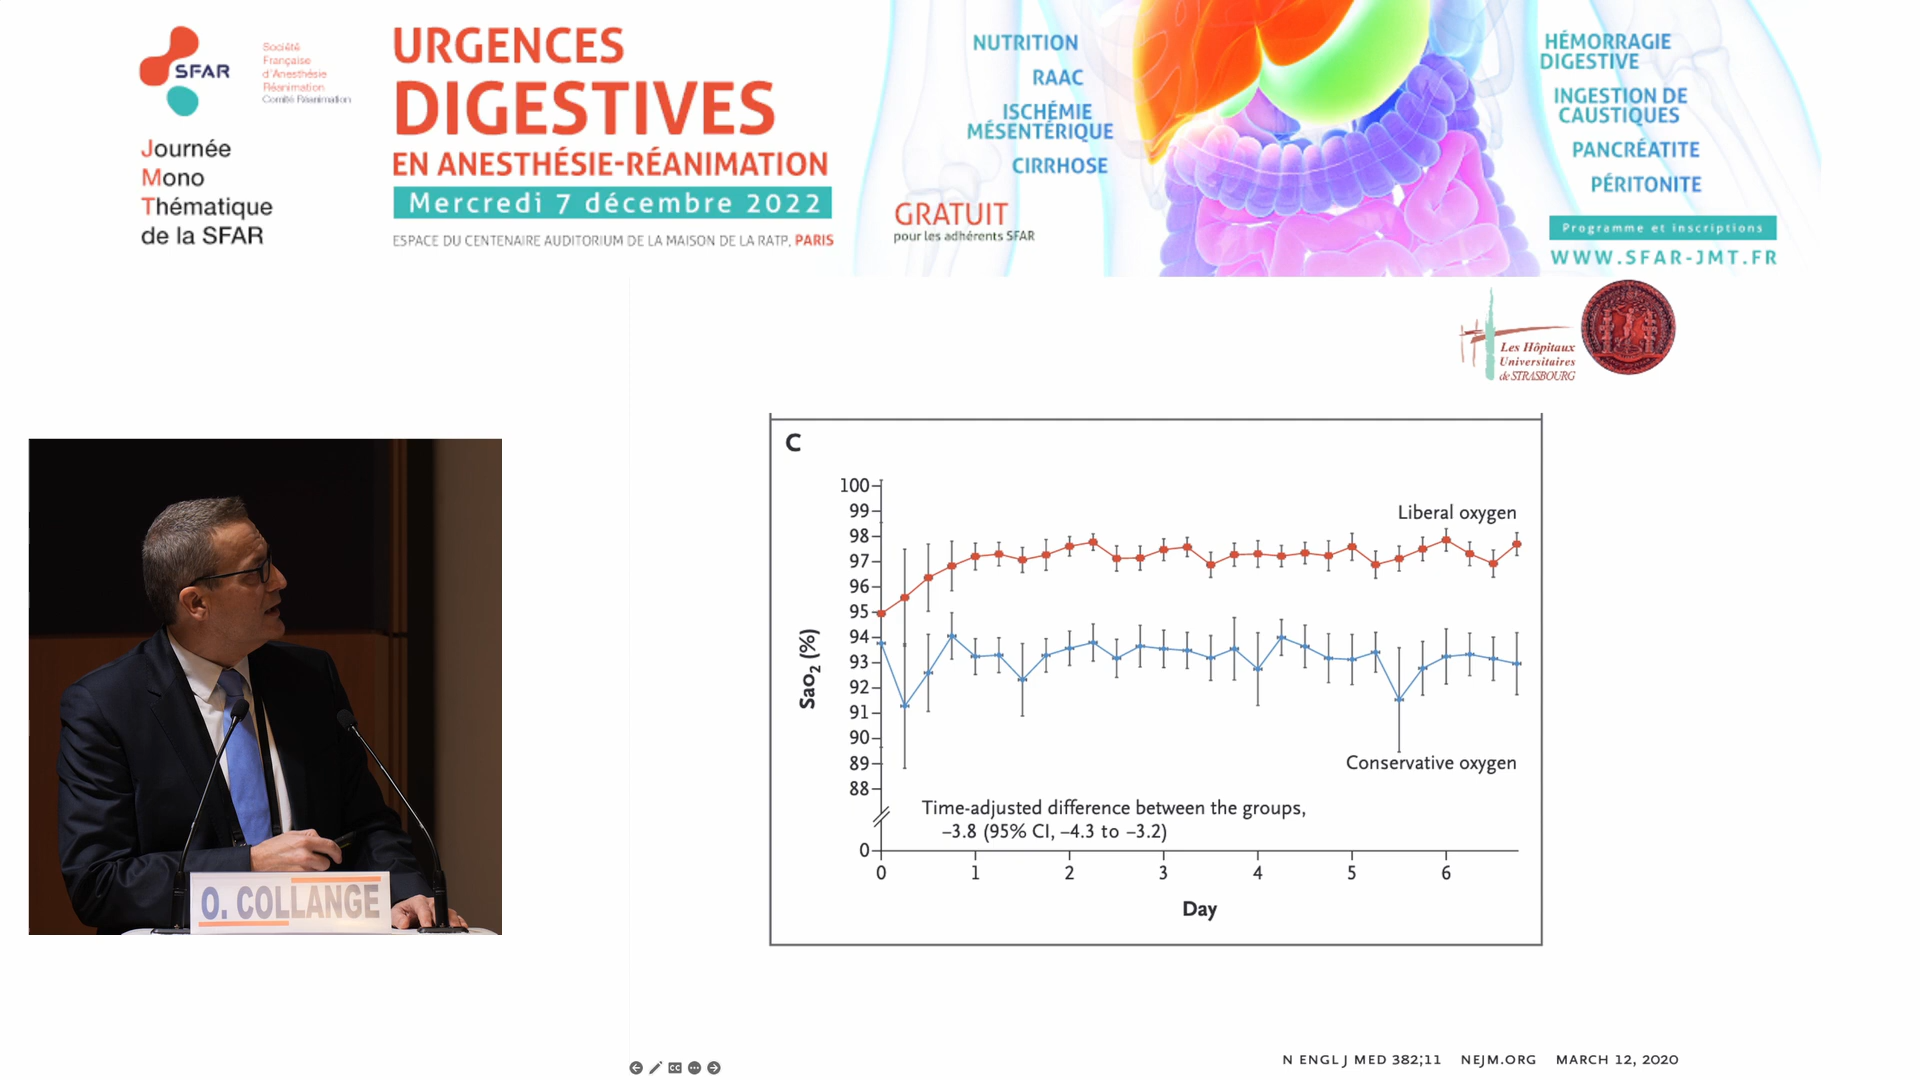 SFAR
Société
Française
d'Anesthésie
Réanimation
Comité Réanimation
Journée
Mono
Thématique
de la SFAR
URGENCES
DIGESTIVES
EN ANESTHÉSIE-RÉANIMATION
Mercredi 7 décembre 2022
ESPACE DU CENTENAIRE AUDITORIUM DE LA MAISON DE LA RATP, PARIS
NUTRITION
RAAC
ISCHÉMIE
MÉSENTÉRIQUE
CIRRHOSE
GRATUIT
pour les adhérents SFAR
HÉMORRAGIE
DIGESTIVE
INGESTION DE
CAUSTIQUES
PANCRÉATITE
PÉRITONITE
Programme et inscriptions
WWW.SFAR-JMT.FR
Les Hôpitaux
Universitaires
de STRASBOURG
O. COLLANGE
C
Sao2 (%)
100
99
98
97
96
95
94
93
92
91
90
89
88
0
Liberal oxygen
Conservative oxygen
Time-adjusted difference between the groups,
−3.8 (95% CI, −4.3 to −3.2)
0 1 2 3 4 5 6
Day
CC
N ENGL J MED 382;11 NEJM.ORG MARCH 12, 2020